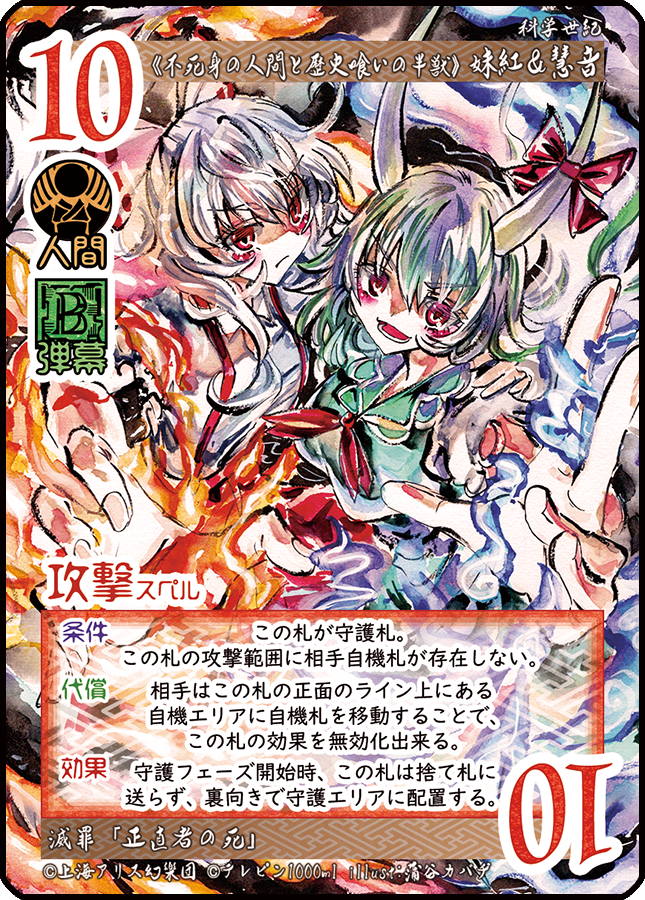 科学世紀
10
《不死身の人間と歴史喰いの半獣》妹紅&慧音
人間
B
弾幕
攻撃スペル
条件 この札が守護札。
この札の攻撃範囲に相手自機札が存在しない。
代償 相手はこの札の正面のライン上にある
自機エリアに自機札を移動することで、
この札の効果を無効化出来る。
効果 守護フェーズ開始時、この札は捨て札に
送らず、裏向きで守護エリアに配置する。
10
滅罪「正直者の死」
©上海アリス幻樂団 ©テレピン1000ml illust:蒲谷カバヂ